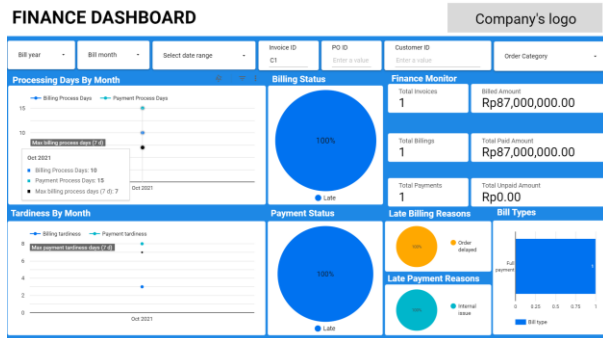 FINANCE DASHBOARD
Company's logo
Bill year
Bill month
Select date range
Invoice ID
C1
PO ID
Enter a value
Customer ID
Enter a value
Order Category
Processing Days By Month
Billing Process Days
Payment Process Days
15
10
Max billing process days (7 d)
Oct 2021
Billing Process Days: 10
Payment Process Days: 15
Max billing process days (7 d): 7
Oct 2021
Billing Status
100%
Late
Finance Monitor
Total Invoices
1
Billed Amount
Rp87,000,000.00
Total Billings
1
Total Paid Amount
Rp87,000,000.00
Total Payments
1
Total Unpaid Amount
Rp0.00
Tardiness By Month
Billing tardiness
Payment tardiness
8
Max payment tardiness days (7 d)
6
4
2
0
Oct 2021
Payment Status
100%
Late
Late Billing Reasons
100%
Order
delayed
Late Payment Reasons
100%
Internal
issue
Bill Types
Full
payment
1
0
0.25
0.5
0.75
1
Bill type